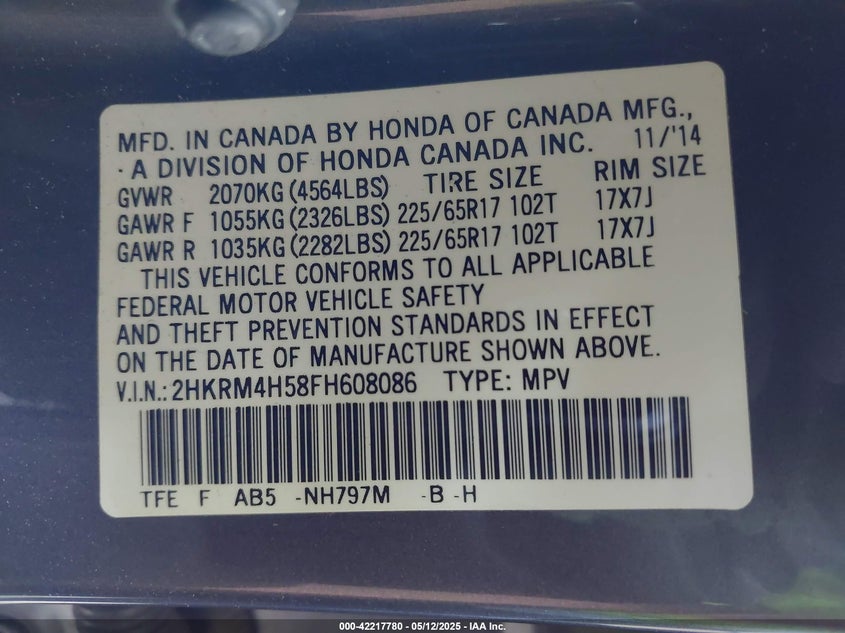 MFD. IN CANADA BY HONDA OF CANADA MFG.,
· A DIVISION OF HONDA CANADA INC. 11/'14
GVWR 2070KG (4564LBS) TIRE SIZE RIM SIZE
GAWR F 1055KG (2326LBS) 225/65R17 102T 17X7J
GAWR R 1035KG (2282LBS) 225/65R17 102T 17X7J
THIS VEHICLE CONFORMS TO ALL APPLICABLE
FEDERAL MOTOR VEHICLE SAFETY
AND THEFT PREVENTION STANDARDS IN EFFECT
ON THE DATE OF MANUFACTURE SHOWN ABOVE.
V.I.N.: 2HKRM4H58FH608086 TYPE: MPV
TFE F AB5 -NH797M -B -H
000-42217780 - 05/12/2025 - IAA Inc.